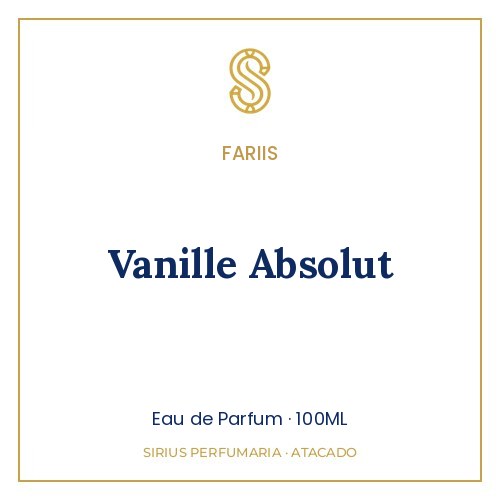 FARIIS
Vanille Absolut
Eau de Parfum · 100ML
SIRIUS PERFUMARIA · ATACADO